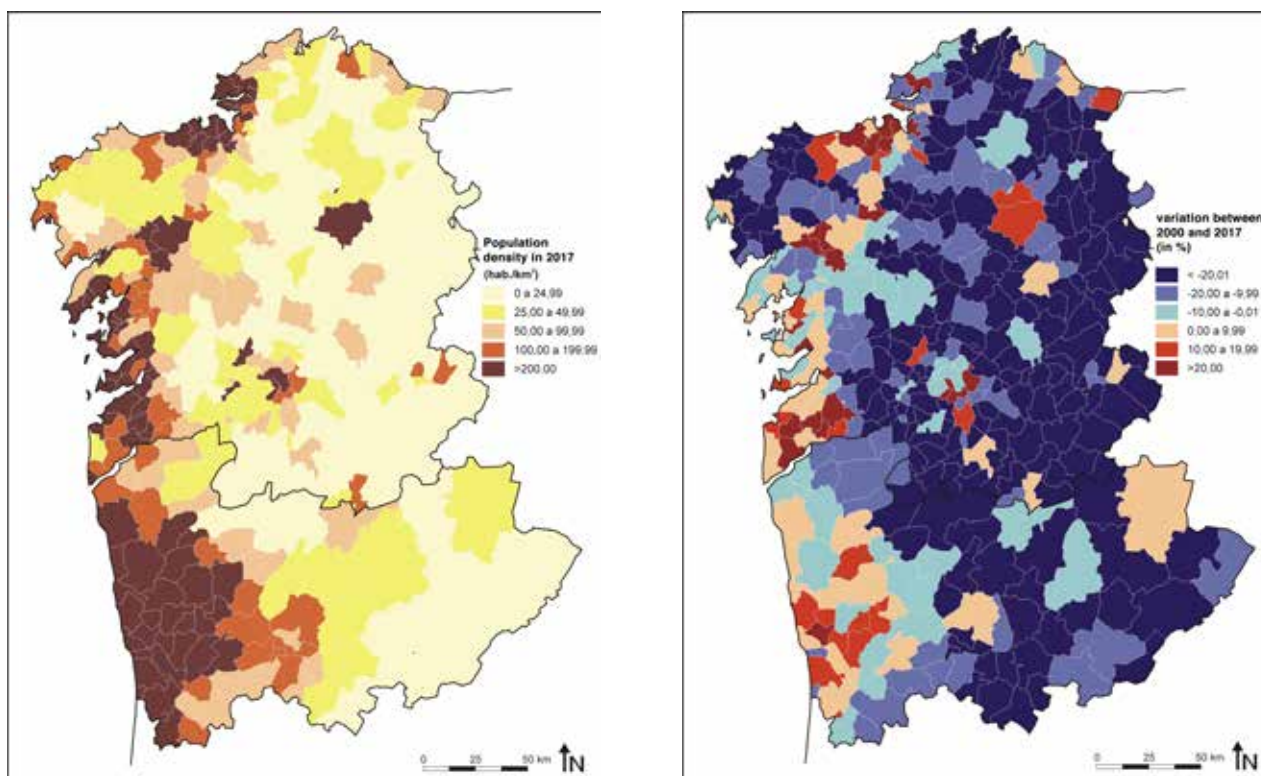 Population
density in 2017
(hab./km²)
0 a 24,99
25,00 a 49,99
50,00 a 99,99
100,00 a 199,99
>200,00
0 25 50 km
N
variation between
2000 and 2017
(in %)
< -20,01
-20,00 a -9,99
-10,00 a -0,01
0,00 a 9,99
10,00 a 19,99
>20,00
0 25 50 km
N